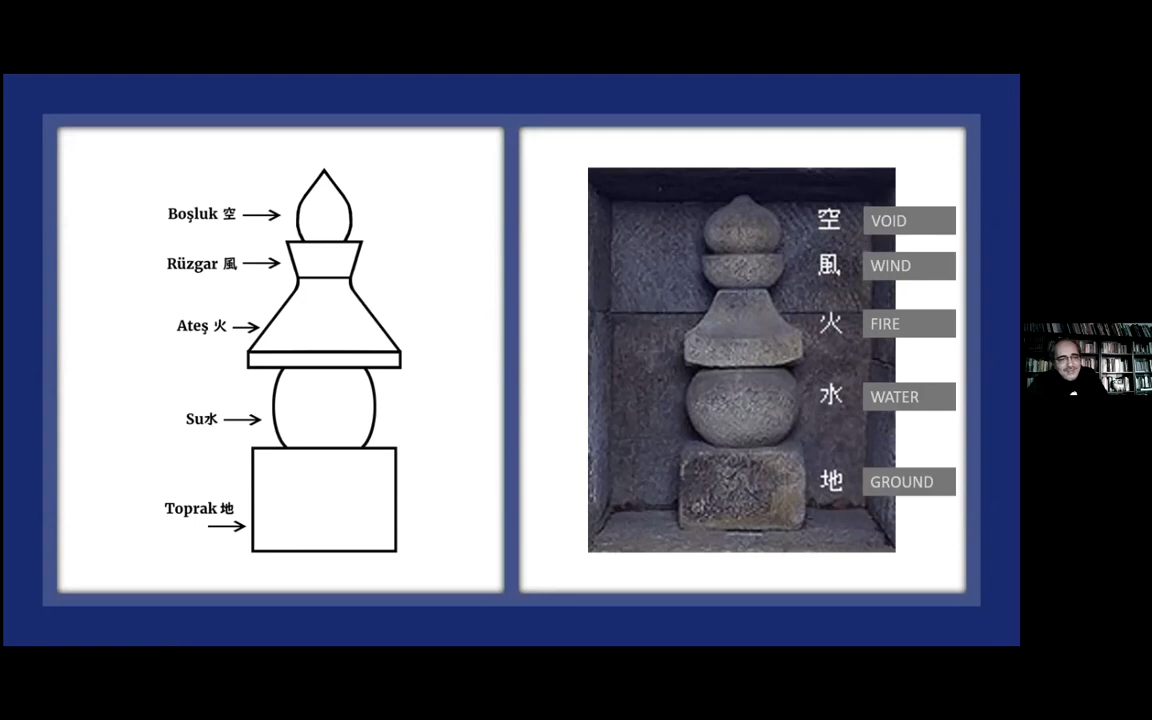 Boşluk 空
Rüzgar 風
Ateş 火
Su水
Toprak 地
空 VOID
風 WIND
火 FIRE
水 WATER
地 GROUND